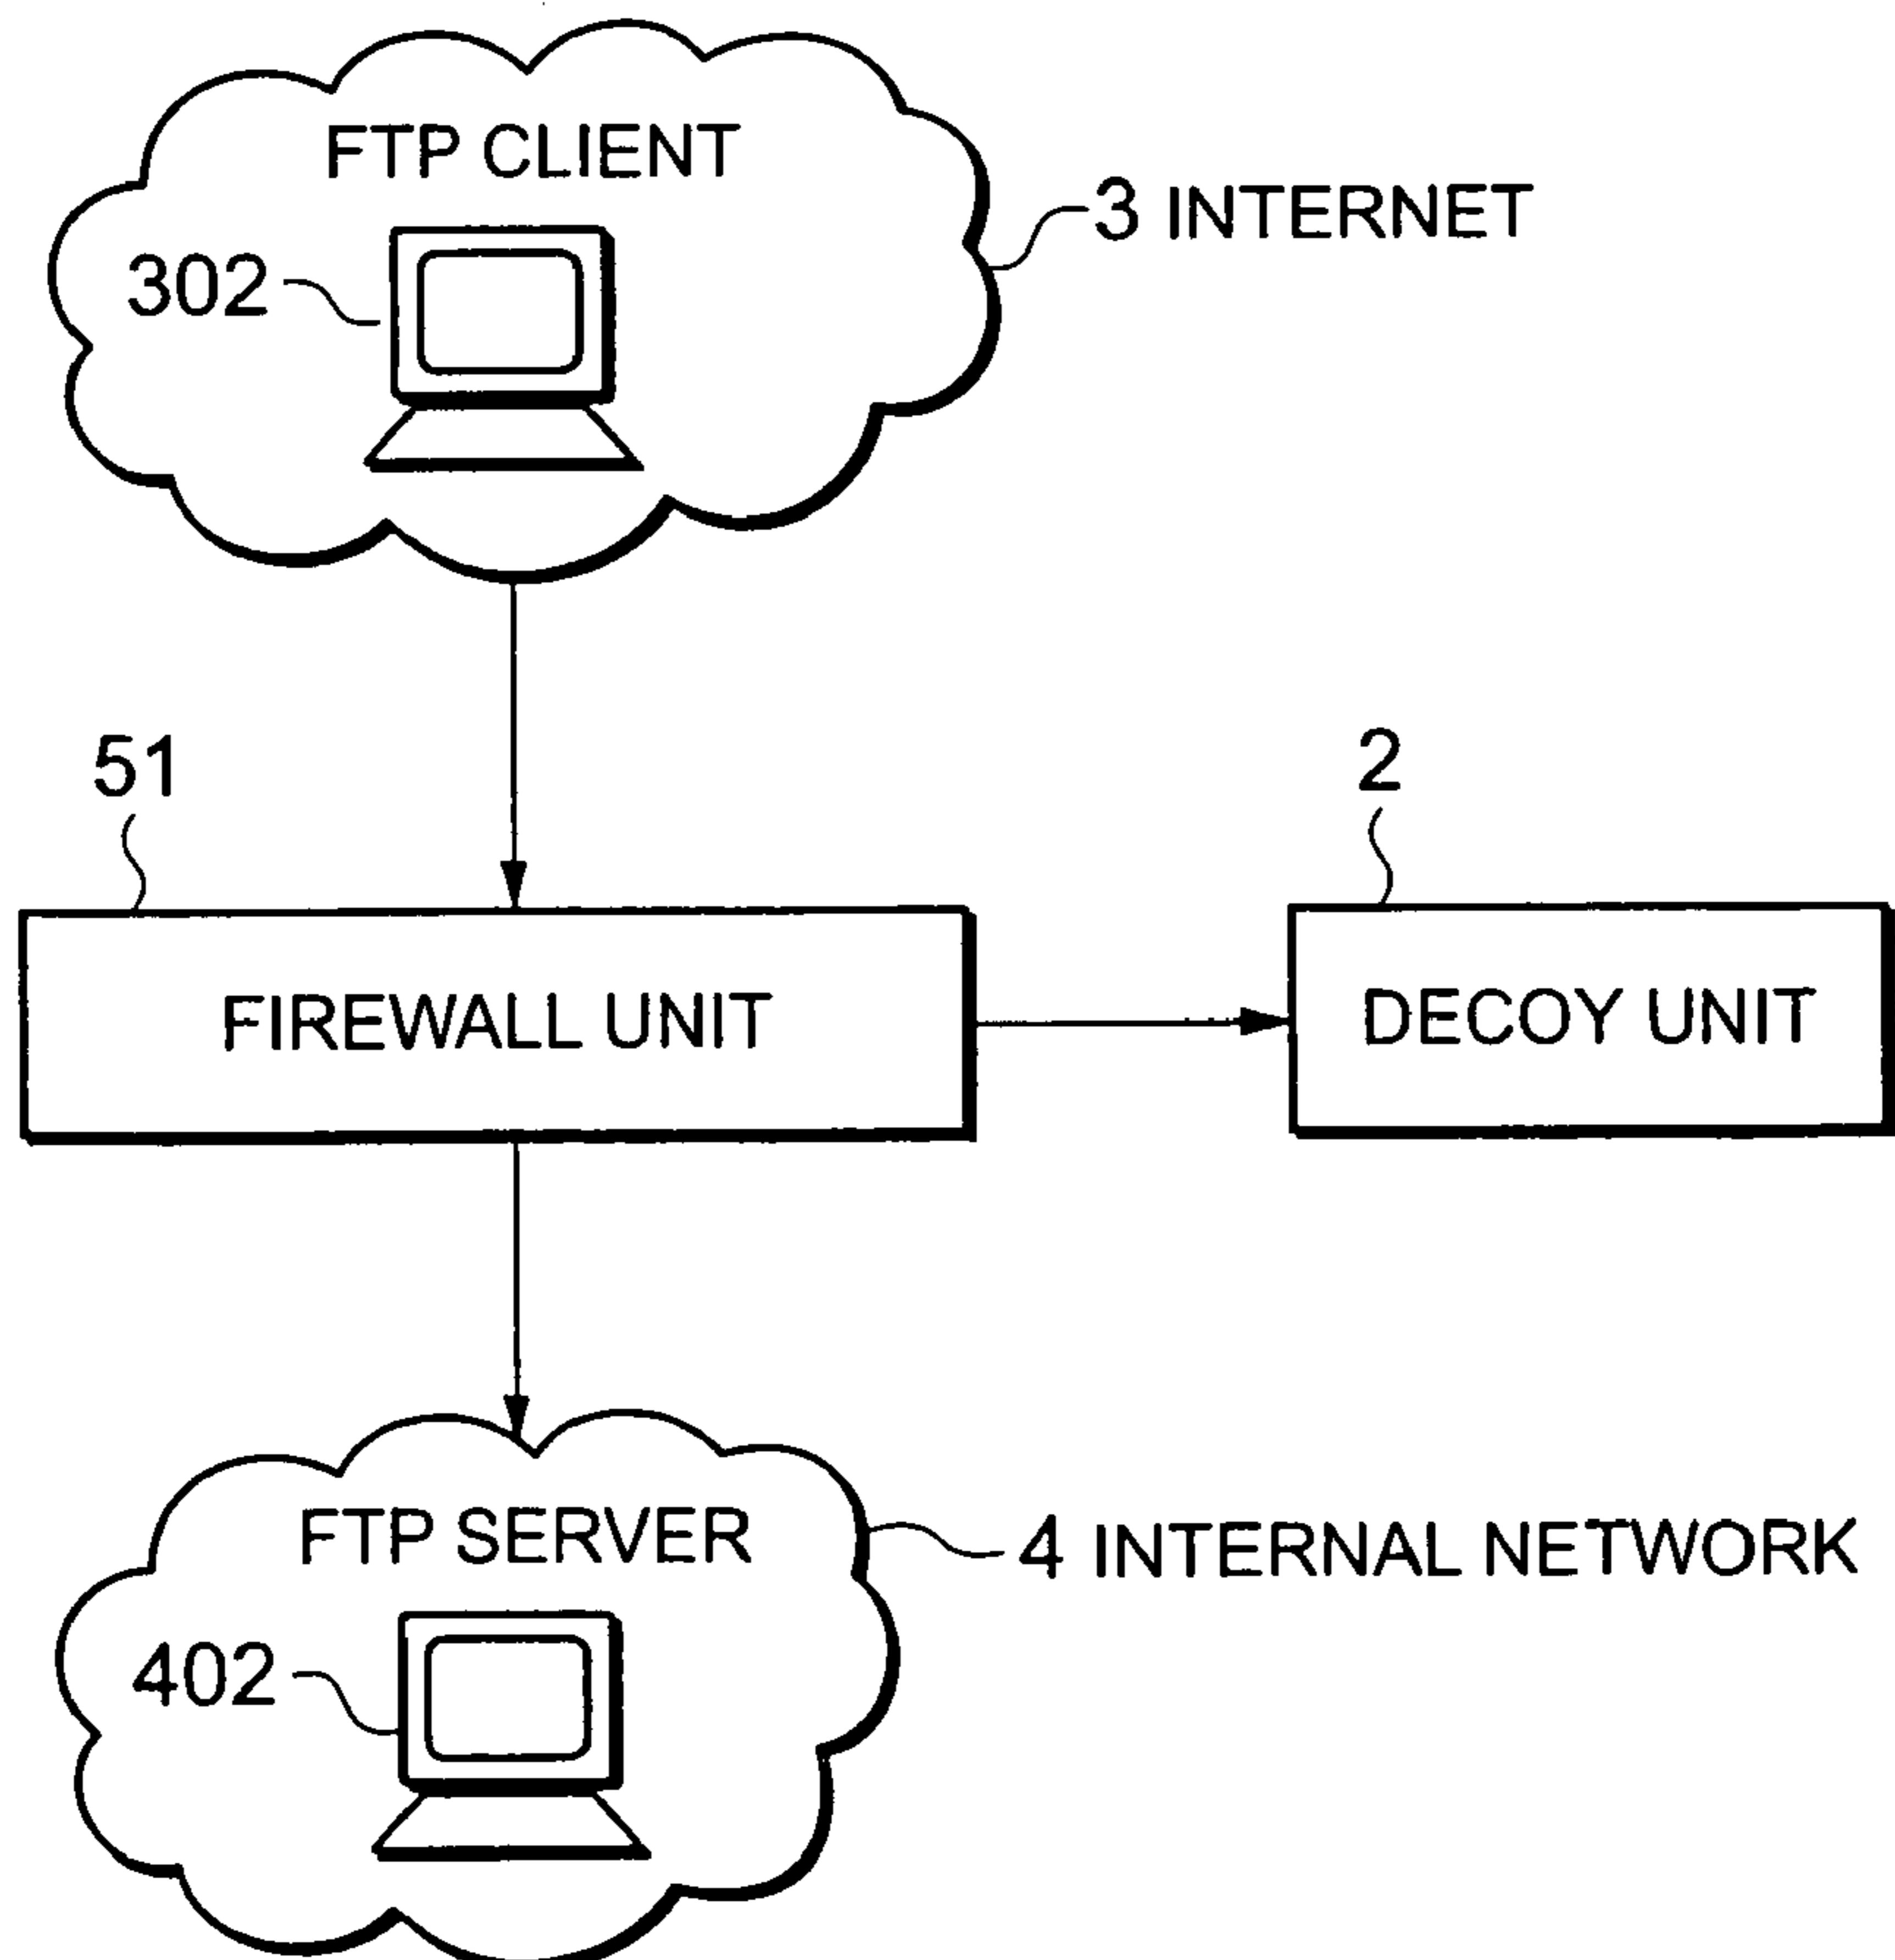 FTP CLIENT
3 INTERNET
302
51
2
FIREWALL UNIT
DECOY UNIT
FTP SERVER
4 INTERNAL NETWORK
402